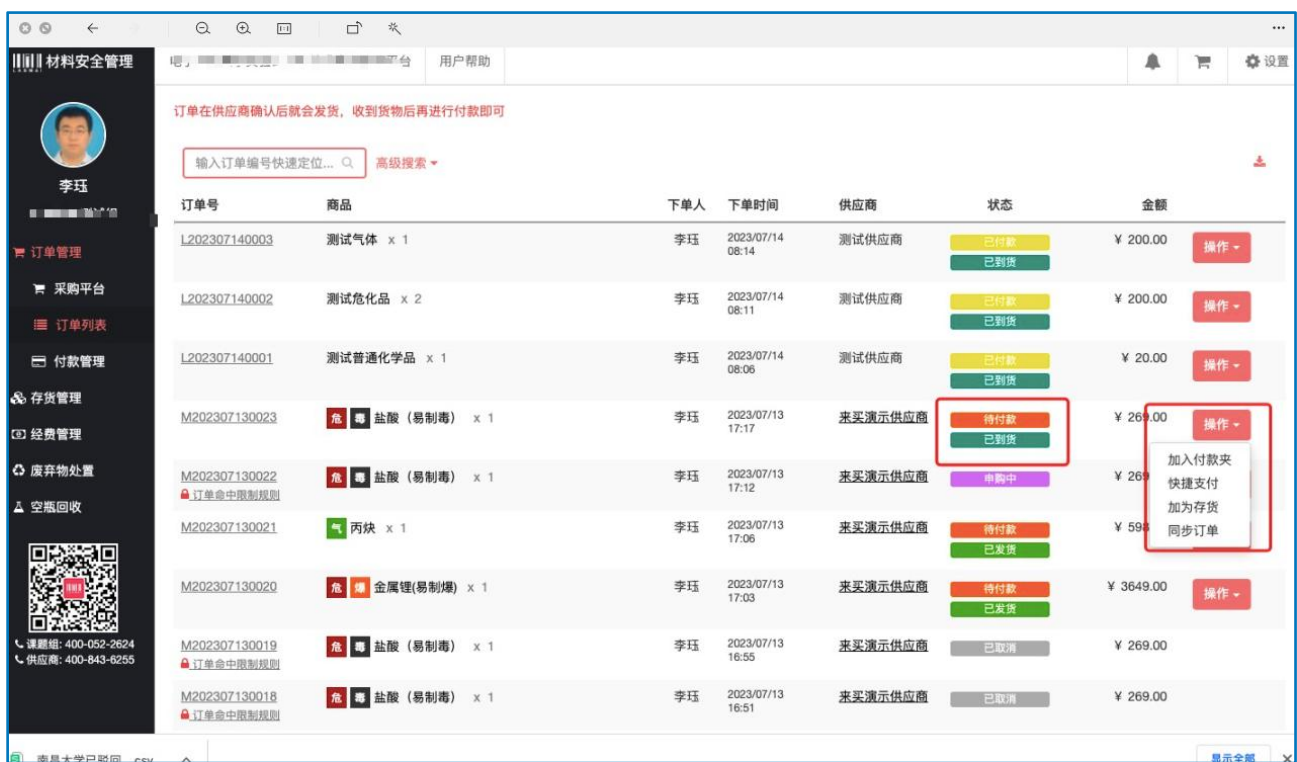 材料安全管理
用户帮助
设置
李珏
订单管理
采购平台
订单列表
付款管理
存货管理
经费管理
废弃物处置
空瓶回收
课题组: 400-052-2624
供应商: 400-843-6255
订单在供应商确认后就会发货，收到货物后再进行付款即可
输入订单编号快速定位... 高级搜索
订单号 商品 下单人 下单时间 供应商 状态 金额
L202307140003 测试气体 x 1 李珏 2023/07/14 08:14 测试供应商 已付款 已到货 ¥ 200.00 操作
L202307140002 测试危化品 x 2 李珏 2023/07/14 08:11 测试供应商 已付款 已到货 ¥ 200.00 操作
L202307140001 测试普通化学品 x 1 李珏 2023/07/14 08:06 测试供应商 已付款 已到货 ¥ 20.00 操作
M202307130023 危 毒 盐酸（易制毒） x 1 李珏 2023/07/13 17:17 来买演示供应商 待付款 已到货 ¥ 269.00 操作
加入付款夹
快捷支付
加为存货
同步订单
M202307130022 危 毒 盐酸（易制毒） x 1 李珏 2023/07/13 17:12 来买演示供应商 申购中 ¥ 269
订单命中限制规则
M202307130021 气 丙炔 x 1 李珏 2023/07/13 17:06 来买演示供应商 待付款 已发货 ¥ 598
M202307130020 危 爆 金属锂(易制爆) x 1 李珏 2023/07/13 17:03 来买演示供应商 待付款 已发货 ¥ 3649.00 操作
M202307130019 危 毒 盐酸（易制毒） x 1 李珏 2023/07/13 16:55 来买演示供应商 已取消 ¥ 269.00
订单命中限制规则
M202307130018 危 毒 盐酸（易制毒） x 1 李珏 2023/07/13 16:51 来买演示供应商 已取消 ¥ 269.00
订单命中限制规则
显示全部